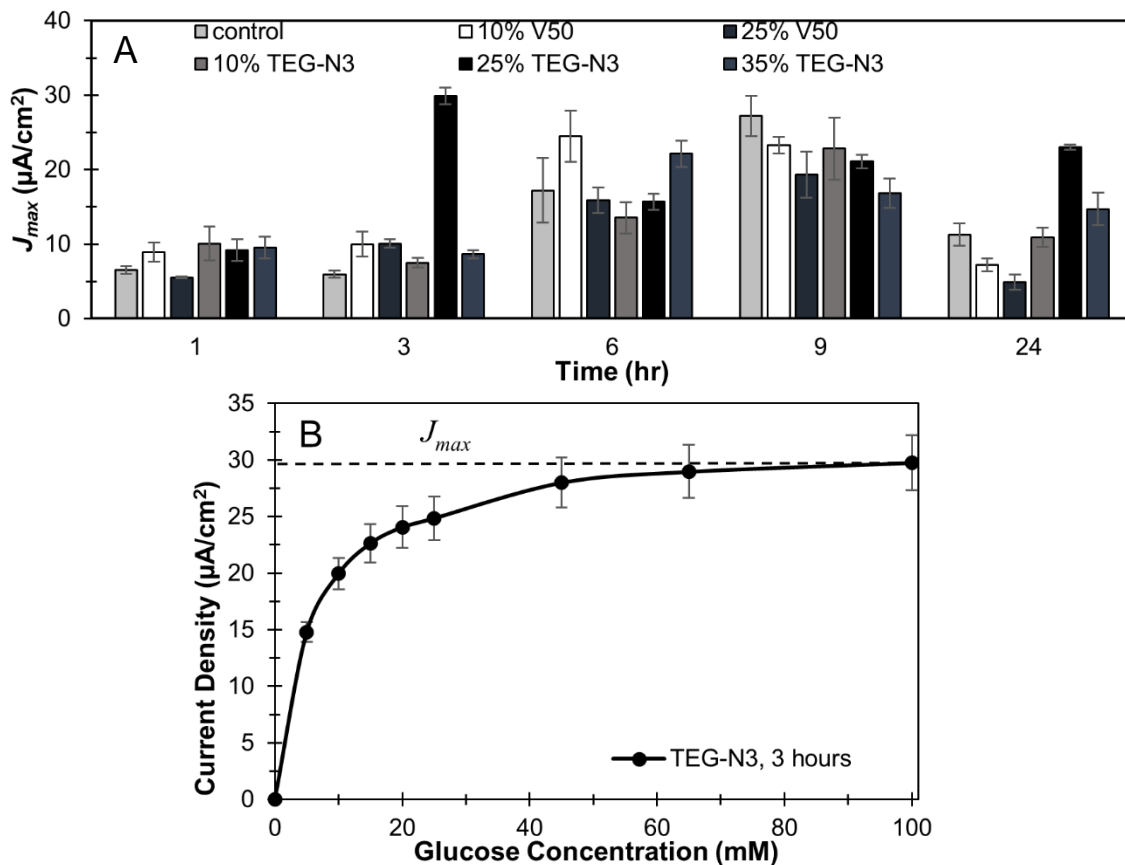 A
control 10% V50 25% V50
10% TEG-N3 25% TEG-N3 35% TEG-N3
Jmax (µA/cm²)
40
30
20
10
0
1 3 6 9 24
Time (hr)
B
Jmax
Current Density (µA/cm²)
35
30
25
20
15
10
5
0
TEG-N3, 3 hours
0 20 40 60 80 100
Glucose Concentration (mM)